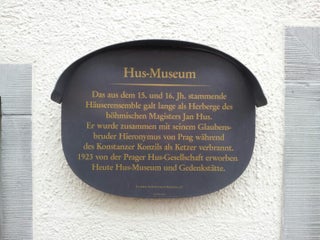 Hus-Museum
Das aus dem 15. und 16. Jh. stammende
Häuserensemble galt lange als Herberge des
böhmischen Magisters Jan Hus.
Er wurde zusammen mit seinem Glaubens-
bruder Hieronymus von Prag während
des Konstanzer Konzils als Ketzer verbrannt.
1923 von der Prager Hus-Gesellschaft erworben
Heute Hus-Museum und Gedenkstätte.